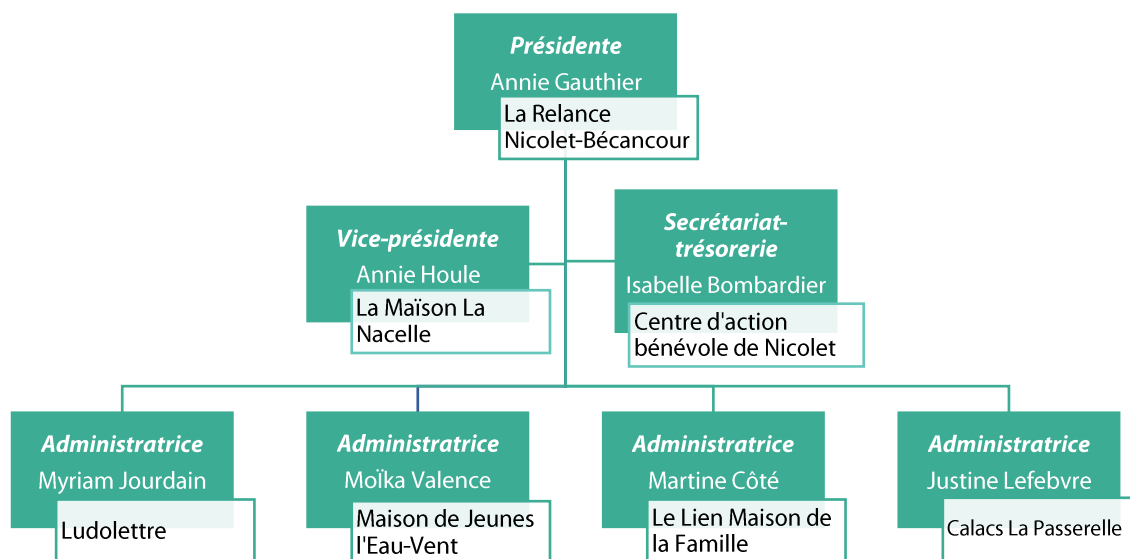 Présidente
Annie Gauthier
La Relance
Nicolet-Bécancour
Vice-présidente
Annie Houle
La Maïson La
Nacelle
Secrétariat-
trésorerie
Isabelle Bombardier
Centre d'action
bénévole de Nicolet
Administratrice
Myriam Jourdain
Ludolettre
Administratrice
Moïka Valence
Maison de Jeunes
l'Eau-Vent
Administratrice
Martine Côté
Le Lien Maison de
la Famille
Administratrice
Justine Lefebvre
Calacs La Passerelle